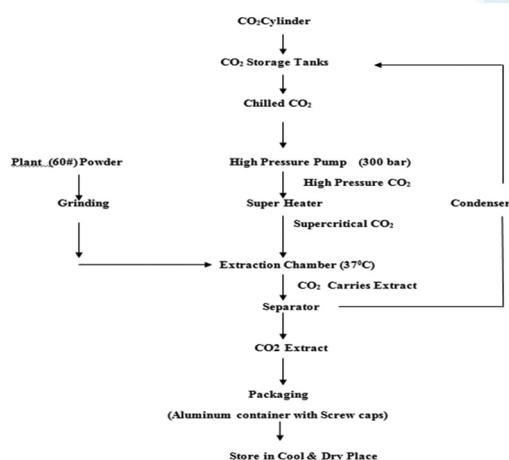 CO₂Cylinder
CO₂ Storage Tanks
Chilled CO₂
Plant (60#) Powder
High Pressure Pump (300 bar)
High Pressure CO₂
Grinding
Super Heater
Condenser
Supercritical CO₂
Extraction Chamber (37⁰C)
CO₂ Carries Extract
Separator
CO2 Extract
Packaging
(Aluminum container with Screw caps)
Store in Cool & Dry Place